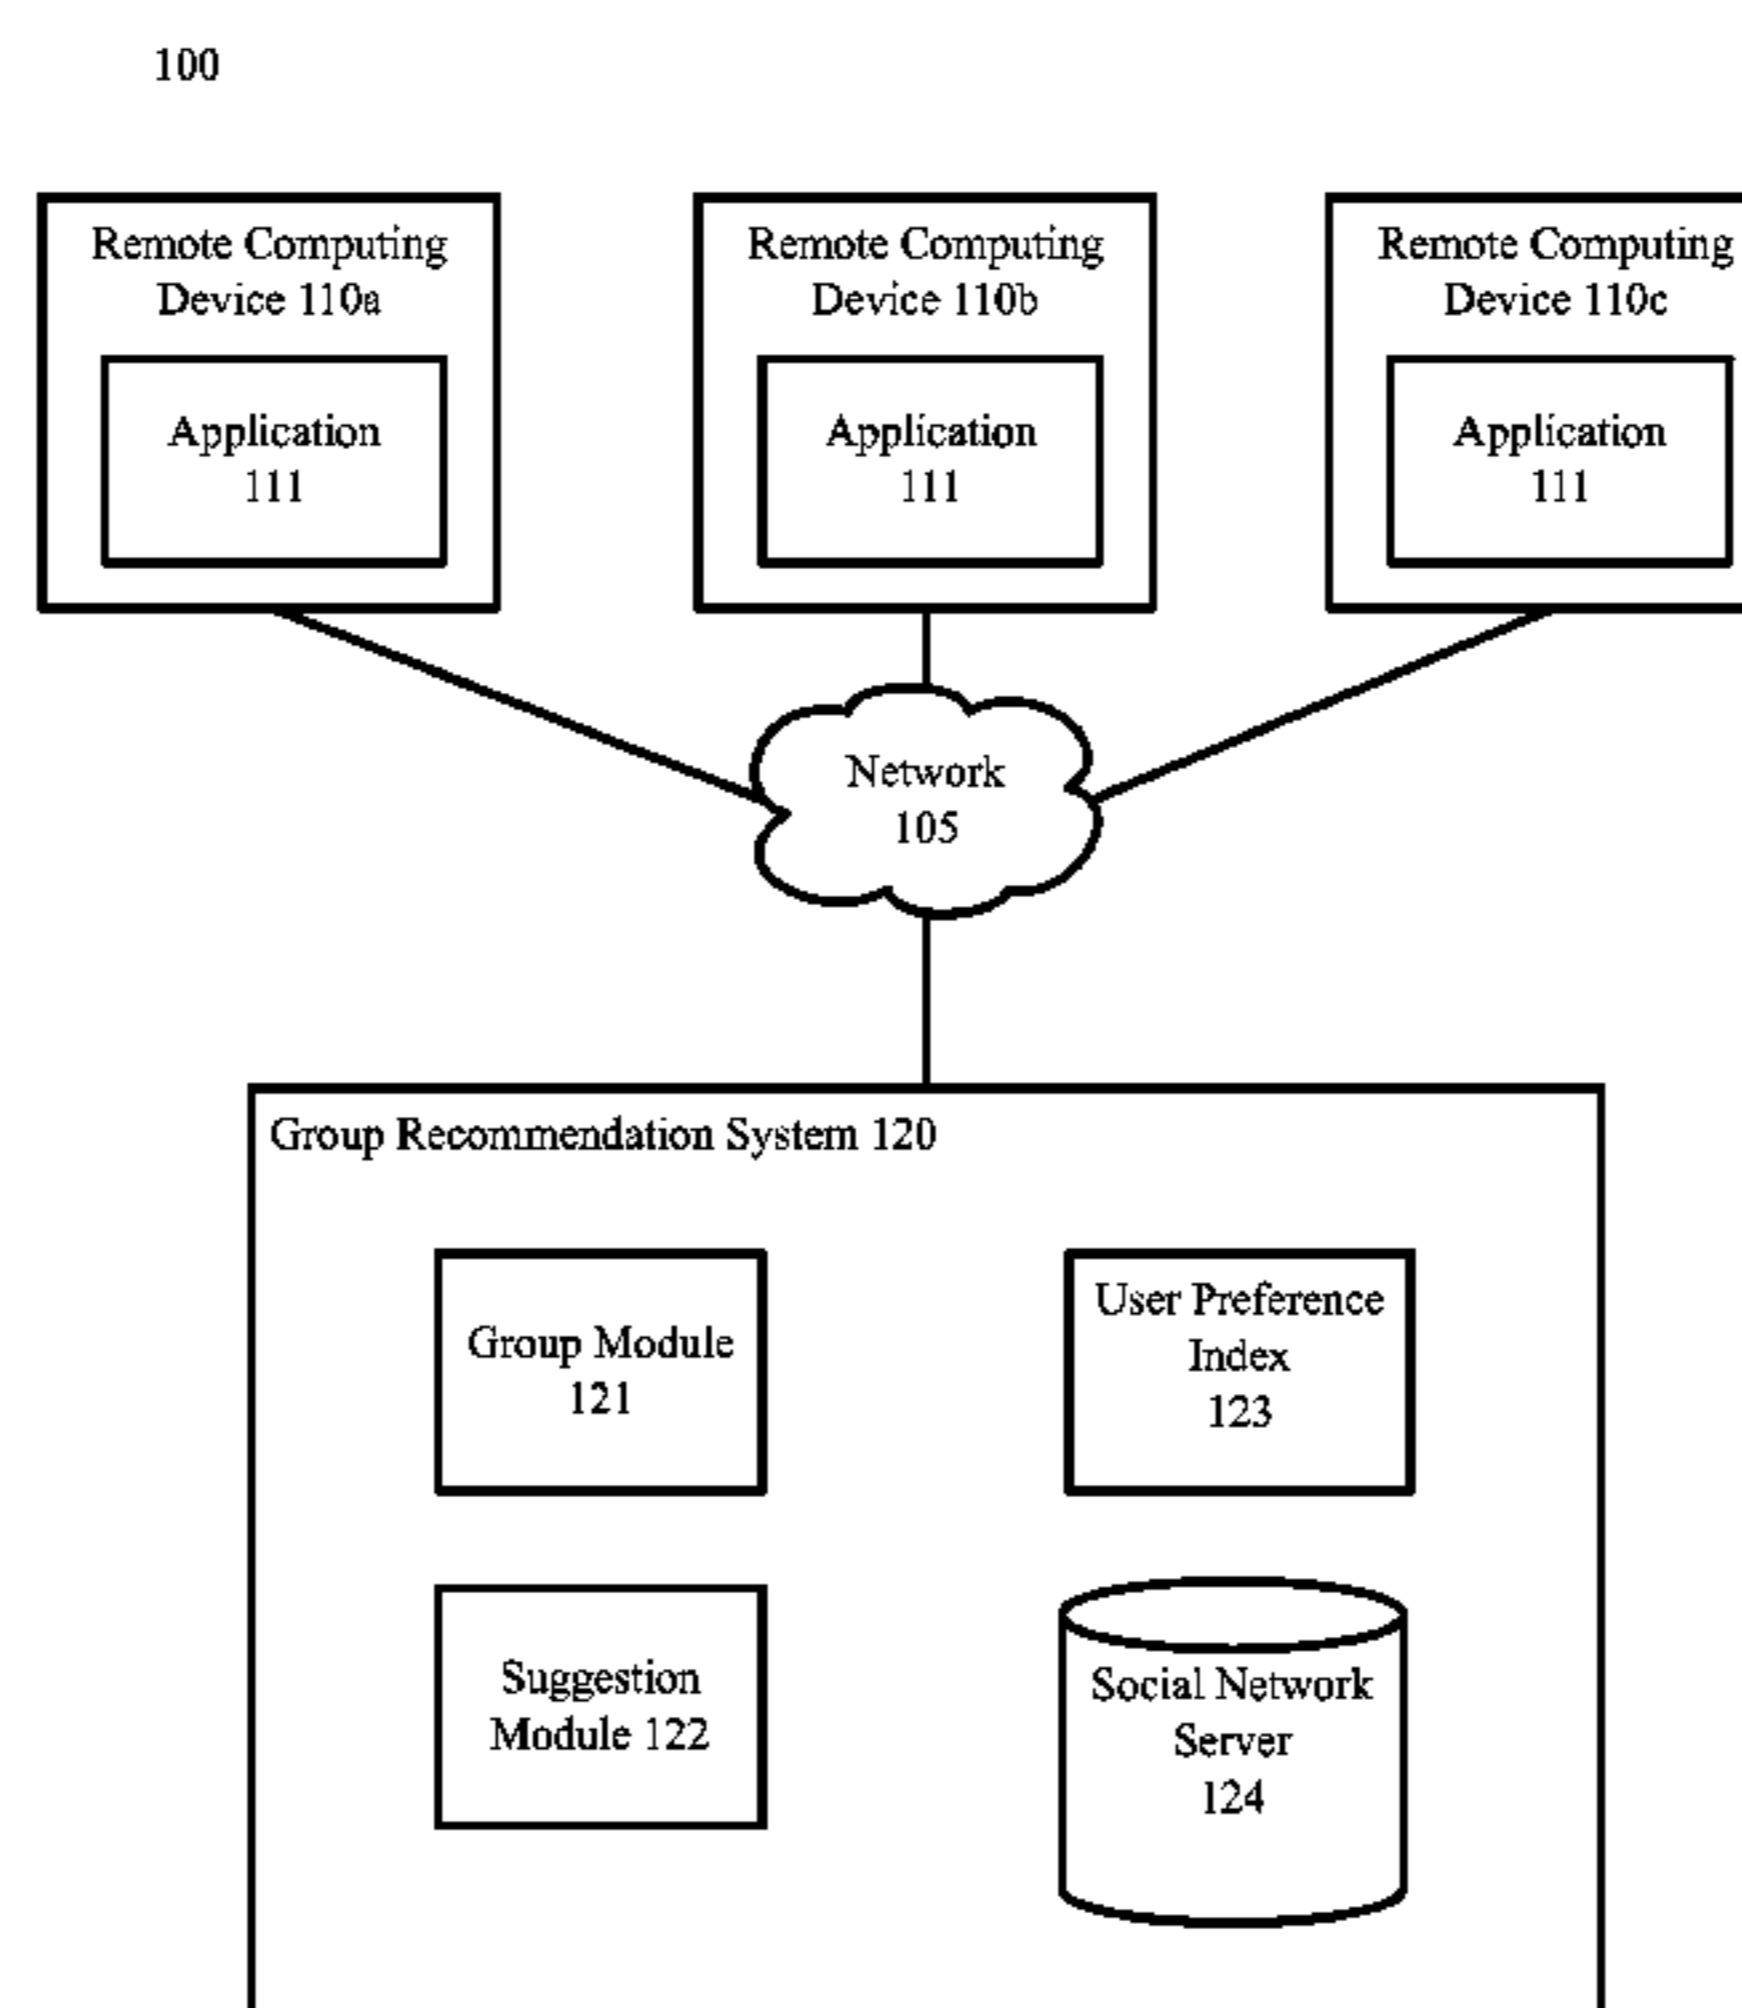 100
Remote Computing
Device 110a
Application
111
Remote Computing
Device 110b
Application
111
Remote Computing
Device 110c
Application
111
Network
105
Group Recommendation System 120
Group Module
121
User Preference
Index
123
Suggestion
Module 122
Social Network
Server
124